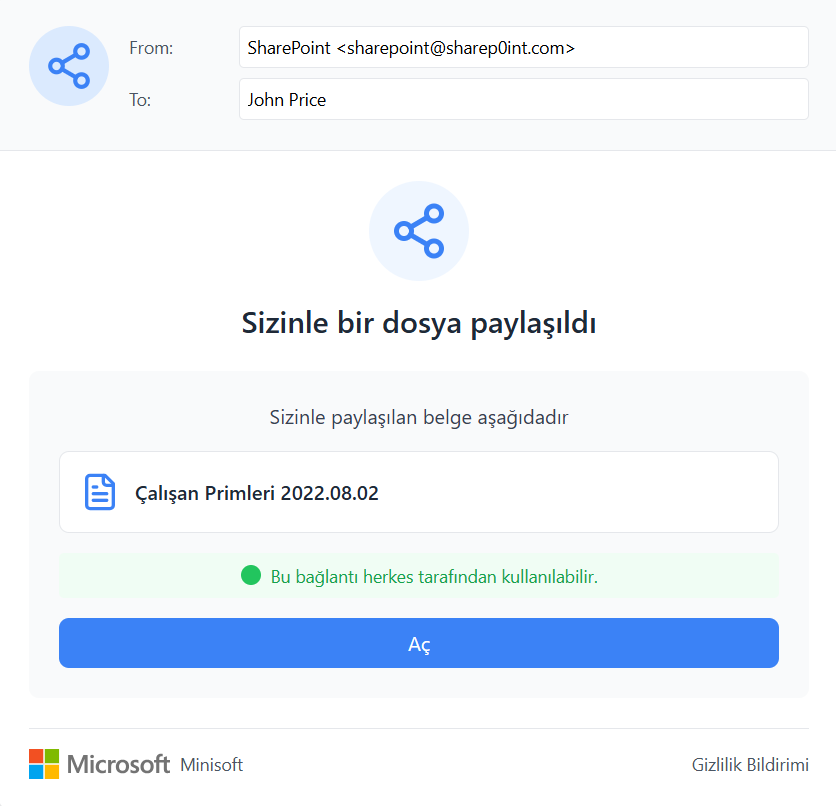 From: SharePoint <sharepoint@sharep0int.com>
To: John Price
Sizinle bir dosya paylaşıldı
Sizinle paylaşılan belge aşağıdadır
Çalışan Primleri 2022.08.02
Bu bağlantı herkes tarafından kullanılabilir.
Aç
Microsoft Minisoft Gizlilik Bildirimi